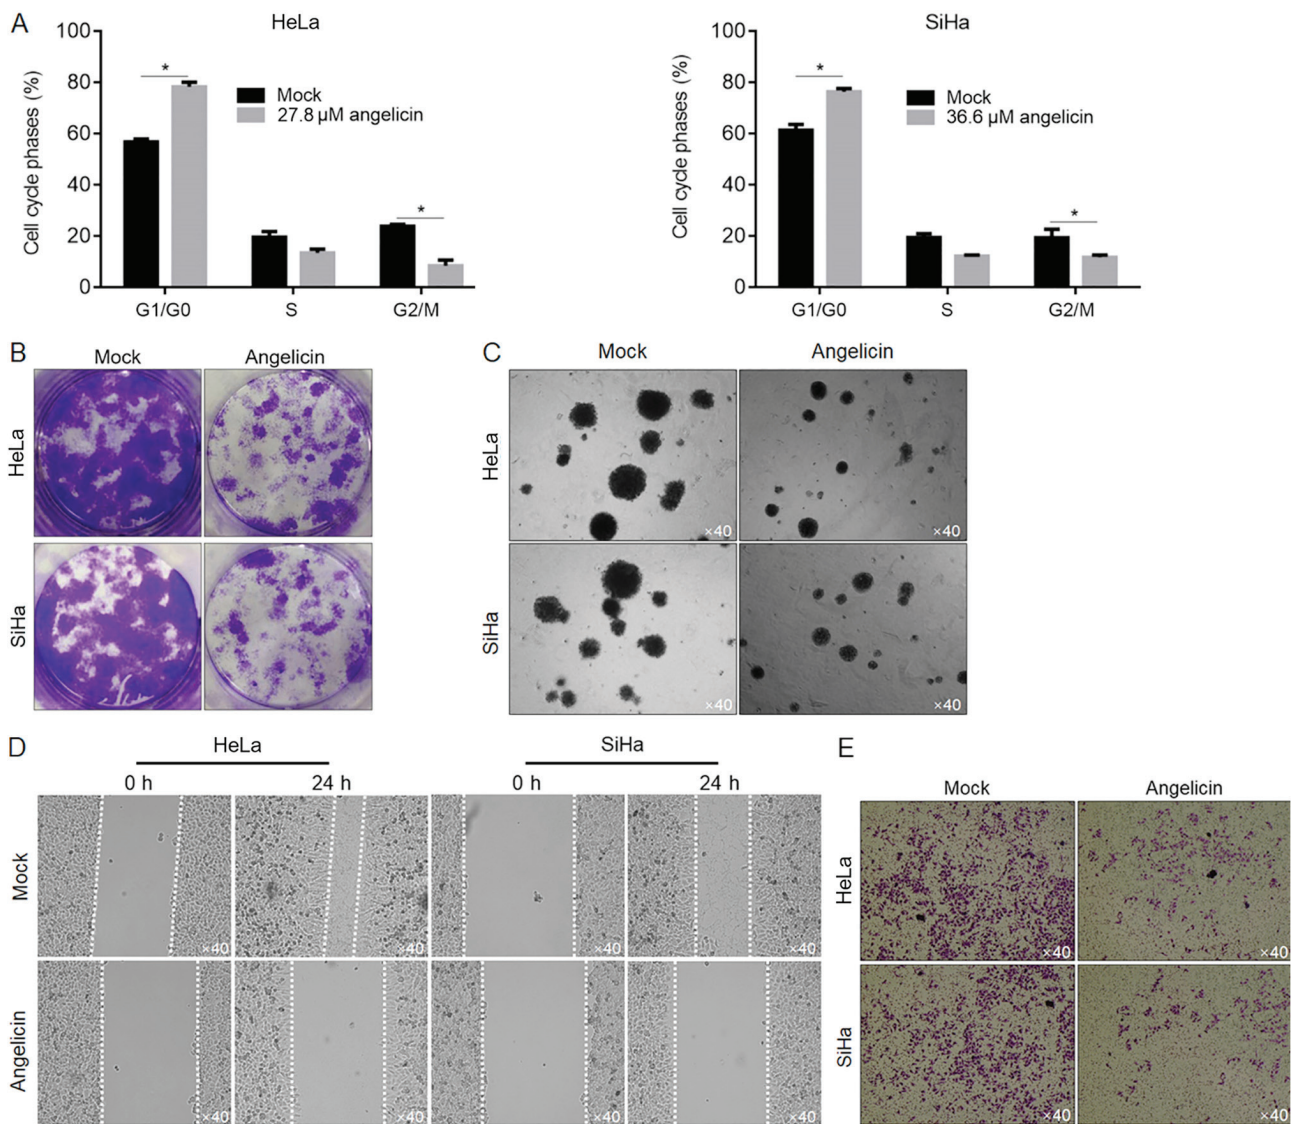 A
HeLa
Cell cycle phases (%)
100
80
60
40
20
0
*
*
Mock
27.8 µM angelicin
G1/G0 S G2/M
SiHa
Cell cycle phases (%)
100
80
60
40
20
0
*
*
Mock
36.6 µM angelicin
G1/G0 S G2/M
B
Mock Angelicin
HeLa
SiHa
C
Mock Angelicin
HeLa
×40 ×40
SiHa
×40 ×40
D
HeLa SiHa
0 h 24 h 0 h 24 h
Mock
×40 ×40 ×40 ×40
Angelicin
×40 ×40 ×40 ×40
E
Mock Angelicin
HeLa
×40 ×40
SiHa
×40 ×40